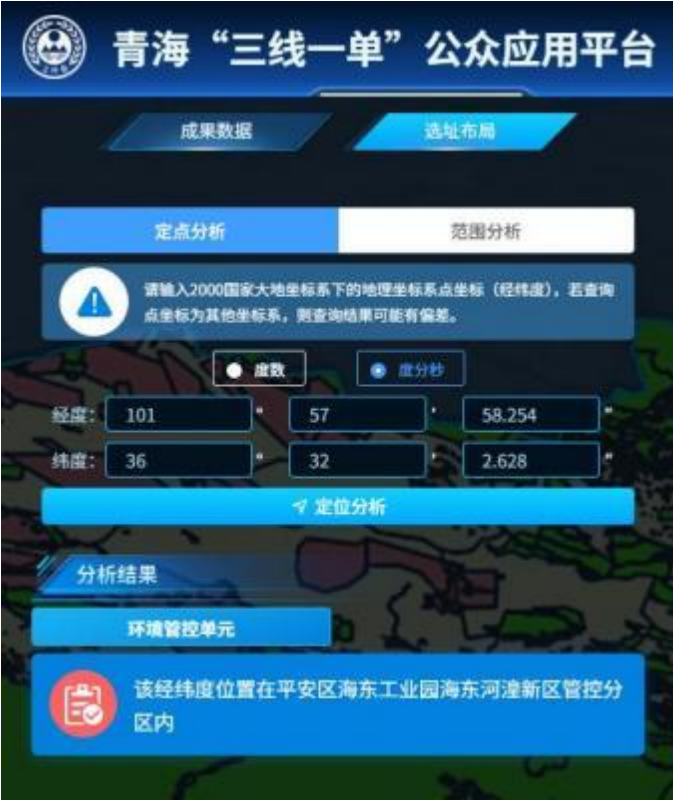 青海“三线一单”公众应用平台
成果数据 选址布局
定点分析 范围分析
请输入2000国家大地坐标系下的地理坐标系点坐标（经纬度），若查询
点坐标为其他坐标系，则查询结果可能有偏差。
度数 度分秒
经度： 101 ° 57 ′ 58.254 ″
纬度： 36 ° 32 ′ 2.628 ″
定位分析
分析结果
环境管控单元
该经纬度位置在平安区海东工业园海东河湟新区管控分
区内